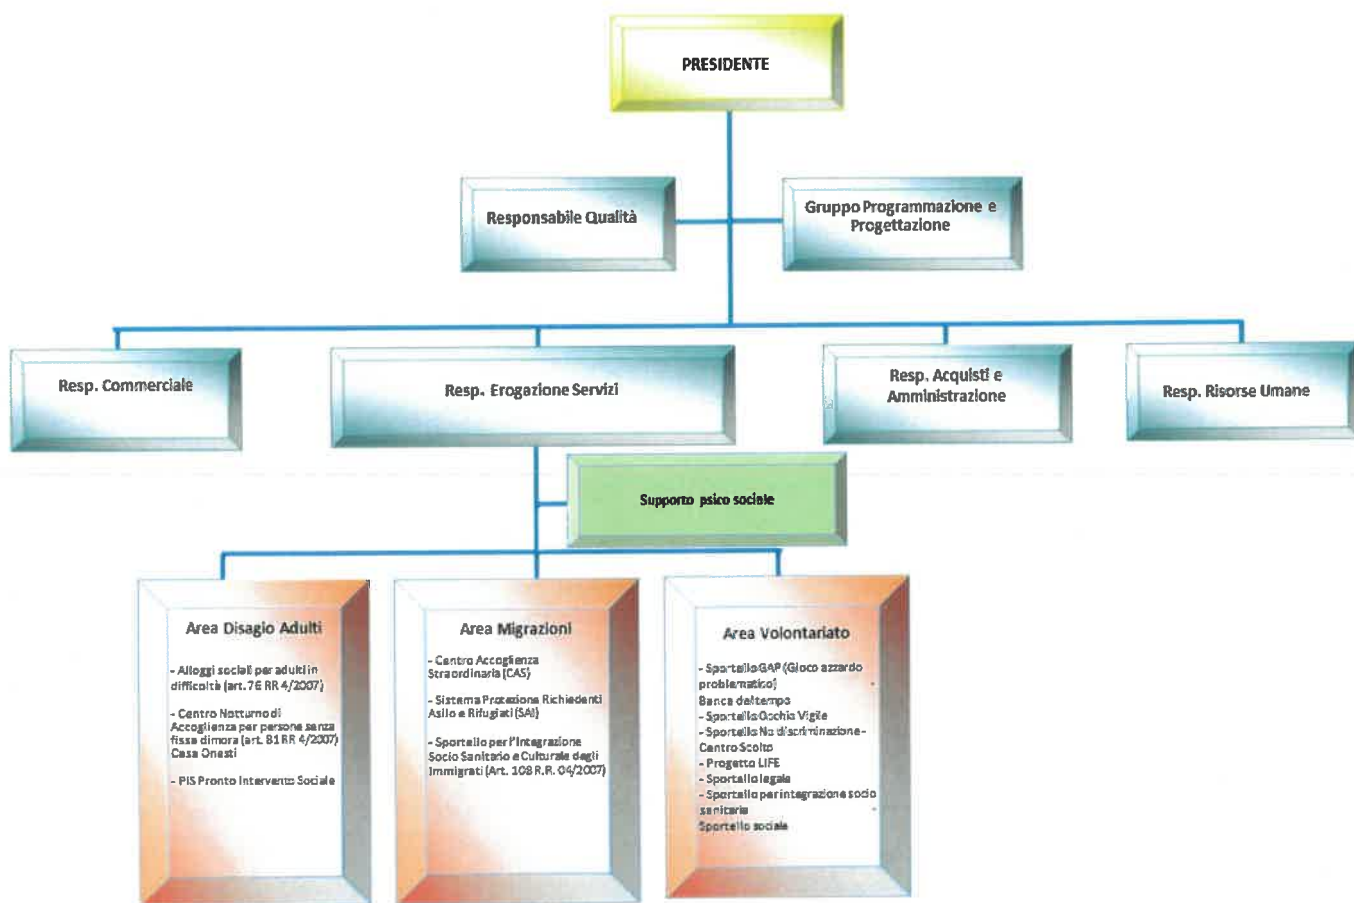 PRESIDENTE
Responsabile Qualità
Gruppo Programmazione e
Progettazione
Resp. Commerciale
Resp. Erogazione Servizi
Resp. Acquisti e
Amministrazione
Resp. Risorse Umane
Supporto psico sociale
Area Disagio Adulti
- Alloggi sociali per adulti in
difficoltà (art. 76 RR 4/2007)
- Centro Notturno di
Accoglienza per persone senza
fissa dimora (art. 81 RR 4/2007)
Casa Onesti
- PIS Pronto Intervento Sociale
Area Migrazioni
- Centro Accoglienza
Straordinaria (CAS)
- Sistema Protezione Richiedenti
Asilo e Rifugiati (SAI)
- Sportello per l'Integrazione
Socio Sanitario e Culturale degli
Immigrati (Art. 108 R.R. 04/2007)
Area Volontariato
- Sportello GAP (Gioco azzardo
problematico) -
Banca del tempo
- Sportello Occhio Vigile
- Sportello No discriminazione -
Centro Scolto
- Progetto LIFE
- Sportello legale
- Sportello per integrazione socio
sanitaria -
Sportello sociale